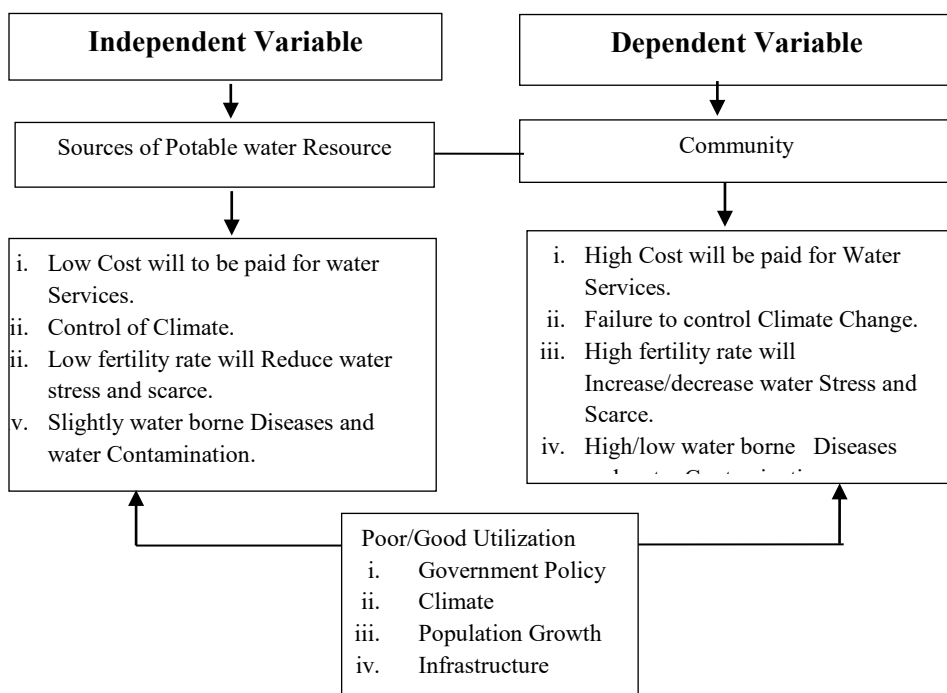 Independent Variable
Dependent Variable
Sources of Potable water Resource
Community
i. Low Cost will to be paid for water
Services.
ii. Control of Climate.
ii. Low fertility rate will Reduce water
stress and scarce.
v. Slightly water borne Diseases and
water Contamination.
i. High Cost will be paid for Water
Services.
ii. Failure to control Climate Change.
iii. High fertility rate will
Increase/decrease water Stress and
Scarce.
iv. High/low water borne Diseases
Poor/Good Utilization
i. Government Policy
ii. Climate
iii. Population Growth
iv. Infrastructure